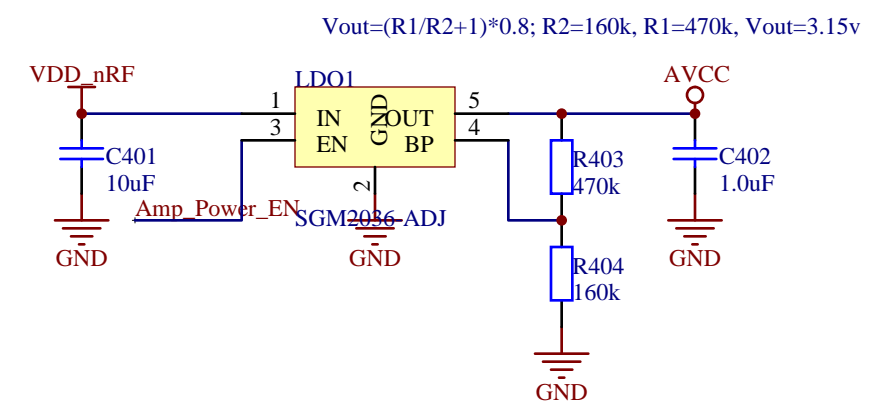 Vout=(R1/R2+1)*0.8; R2=160k, R1=470k, Vout=3.15v
VDD_nRF
LDO1
AVCC
1
IN
GND
OUT
5
3
EN
BP
4
C401
10uF
R403
470k
C402
1.0uF
2
Amp_Power_EN
SGM2036-ADJ
GND
GND
GND
R404
160k
GND